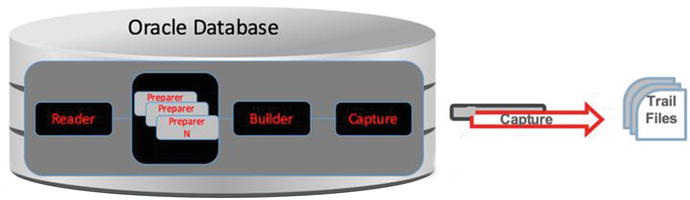 Oracle Database
Reader
Preparer
Preparer
Preparer
N
Builder
Capture
Capture
Trail
Files